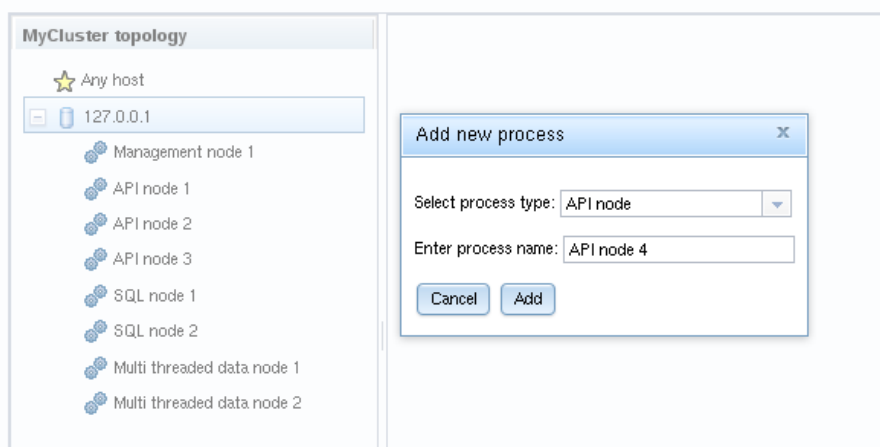 MyCluster topology
Any host
127.0.0.1
Management node 1
API node 1
API node 2
API node 3
SQL node 1
SQL node 2
Multi threaded data node 1
Multi threaded data node 2
Add new process x
Select process type: API node
Enter process name: API node 4
Cancel Add